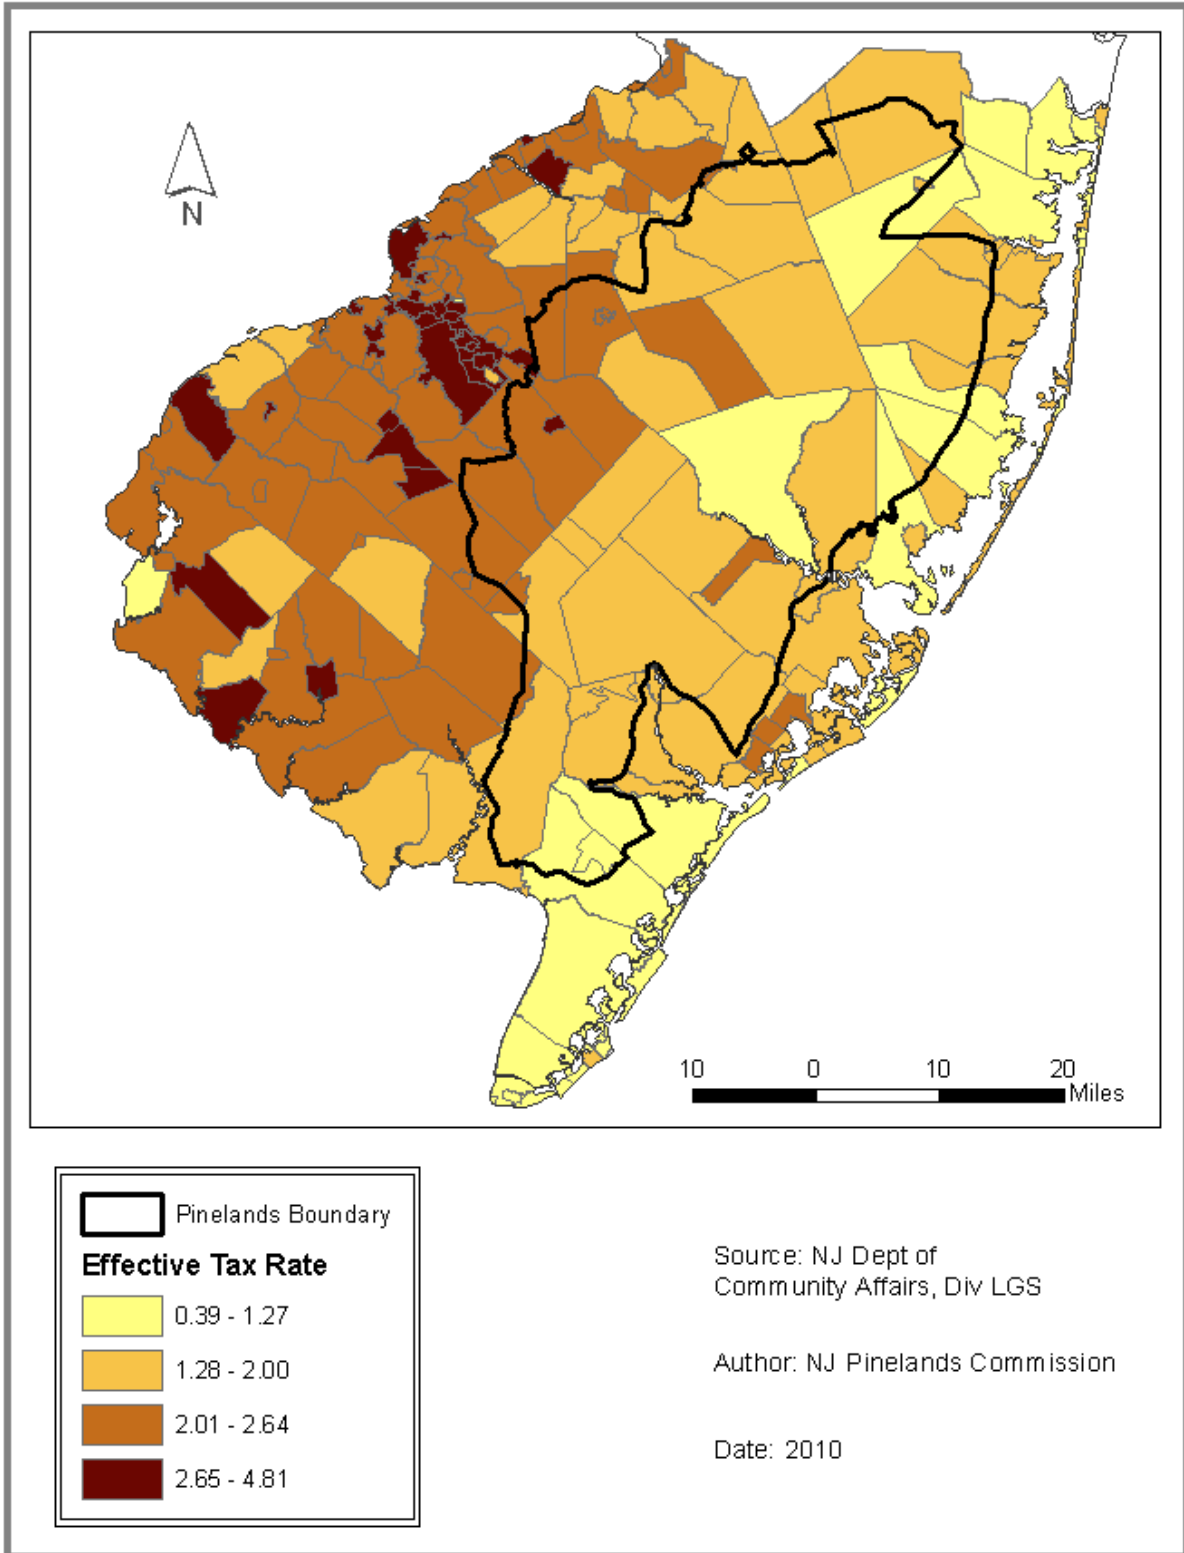 N
10 0 10 20
Miles
Pinelands Boundary
Effective Tax Rate
0.39 - 1.27
1.28 - 2.00
2.01 - 2.64
2.65 - 4.81
Source: NJ Dept of
Community Affairs, Div LGS
Author: NJ Pinelands Commission
Date: 2010